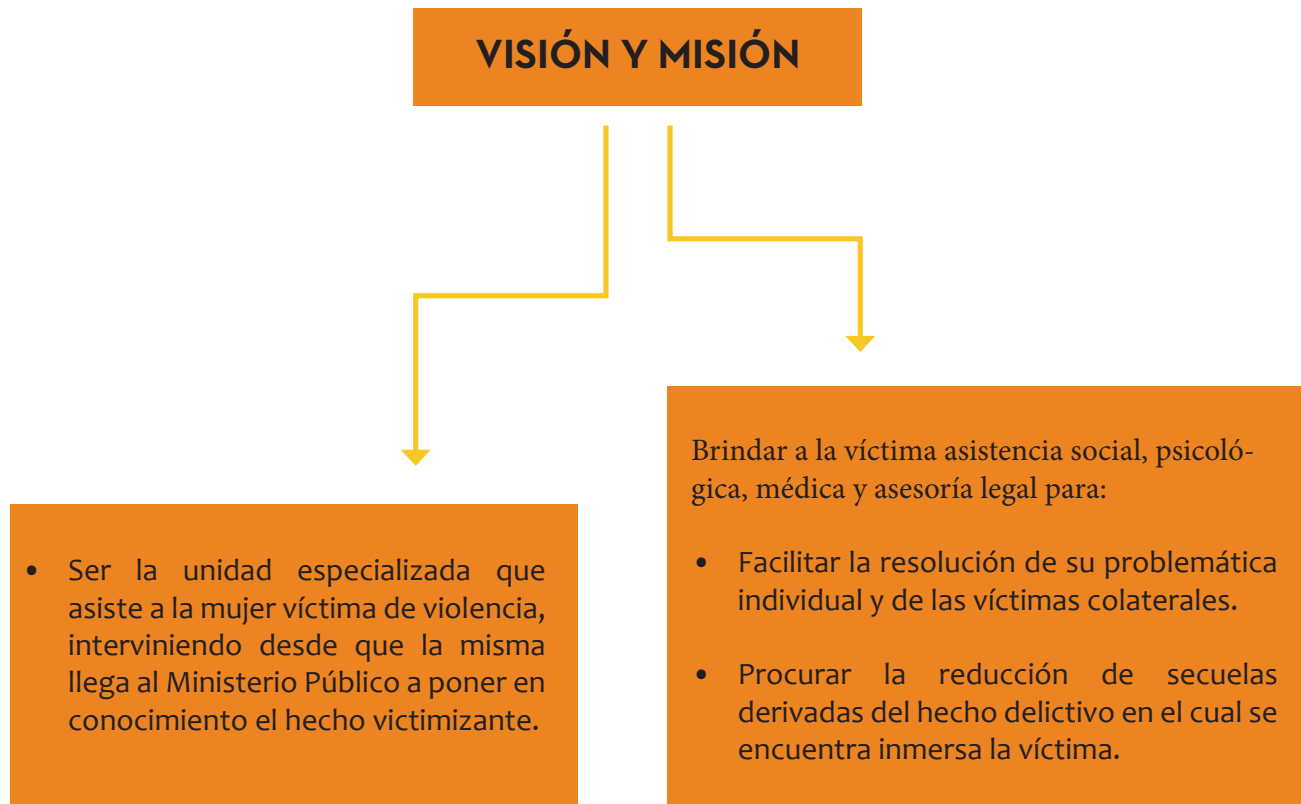 VISIÓN Y MISIÓN
• Ser la unidad especializada que
asiste a la mujer víctima de violencia,
interviniendo desde que la misma
llega al Ministerio Público a poner en
conocimiento el hecho victimizante.
Brindar a la víctima asistencia social, psicoló-
gica, médica y asesoría legal para:
• Facilitar la resolución de su problemática
individual y de las víctimas colaterales.
• Procurar la reducción de secuelas
derivadas del hecho delictivo en el cual se
encuentra inmersa la víctima.